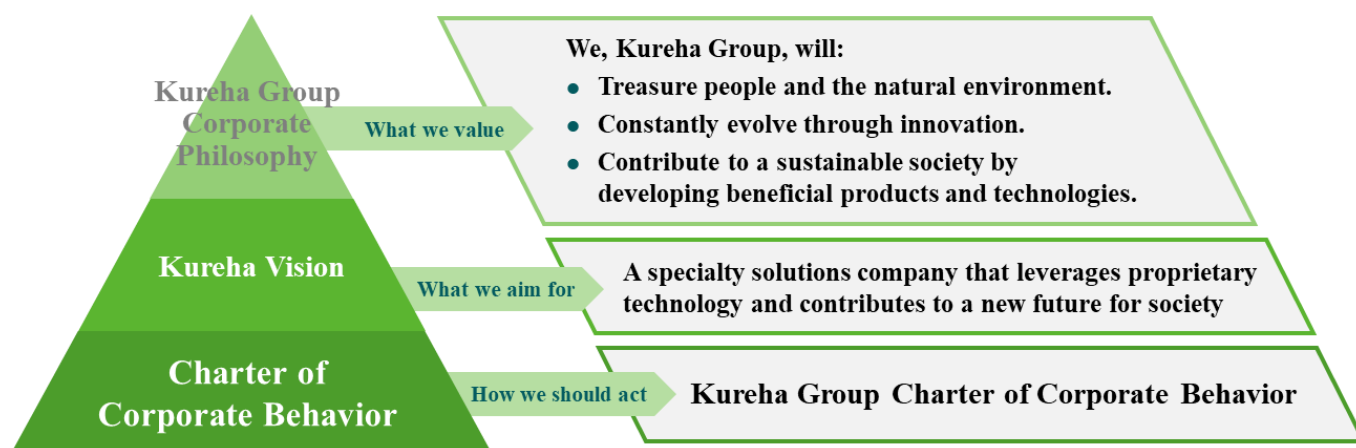 Kureha Group
Corporate
Philosophy
What we value
We, Kureha Group, will:
● Treasure people and the natural environment.
● Constantly evolve through innovation.
● Contribute to a sustainable society by
developing beneficial products and technologies.
Kureha Vision
What we aim for
A specialty solutions company that leverages proprietary
technology and contributes to a new future for society
Charter of
Corporate Behavior
How we should act
Kureha Group Charter of Corporate Behavior